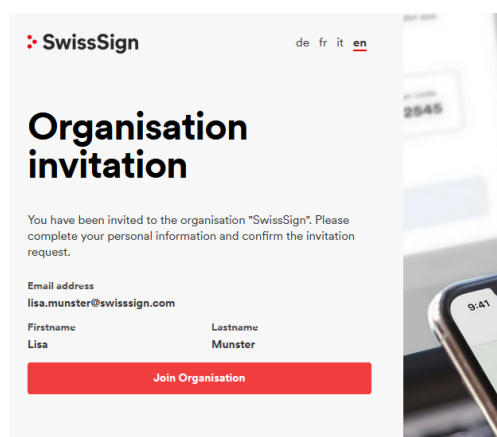 SwissSign
de fr it en
Organisation
invitation
You have been invited to the organisation "SwissSign". Please
complete your personal information and confirm the invitation
request.
Email address
lisa.munster@swisssign.com
Firstname Lastname
Lisa Munster
Join Organisation
2545
9:41